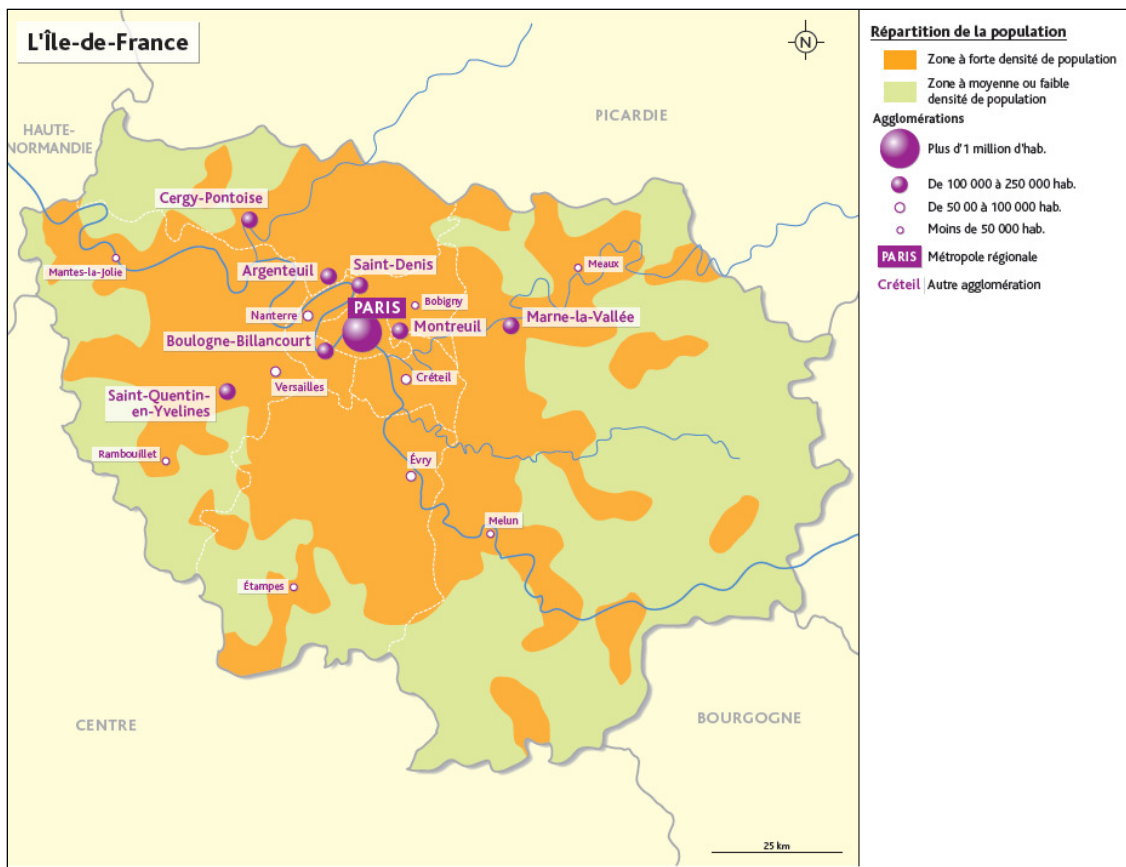 L'Île-de-France
N
HAUTE-
NORMANDIE
PICARDIE
Cergy-Pontoise
Mantes-la-Jolie
Argenteuil
Saint-Denis
Meaux
Nanterre
PARIS
Bobigny
Boulogne-Billancourt
Montreuil
Marne-la-Vallée
Versailles
Créteil
Saint-Quentin-
en-Yvelines
Rambouillet
Évry
Melun
Étampes
CENTRE
BOURGOGNE
25 km
Répartition de la population
Zone à forte densité de population
Zone à moyenne ou faible
densité de population
Agglomérations
Plus d'1 million d'hab.
De 100 000 à 250 000 hab.
De 50 00 à 100 000 hab.
Moins de 50 000 hab.
PARIS Métropole régionale
Créteil Autre agglomération